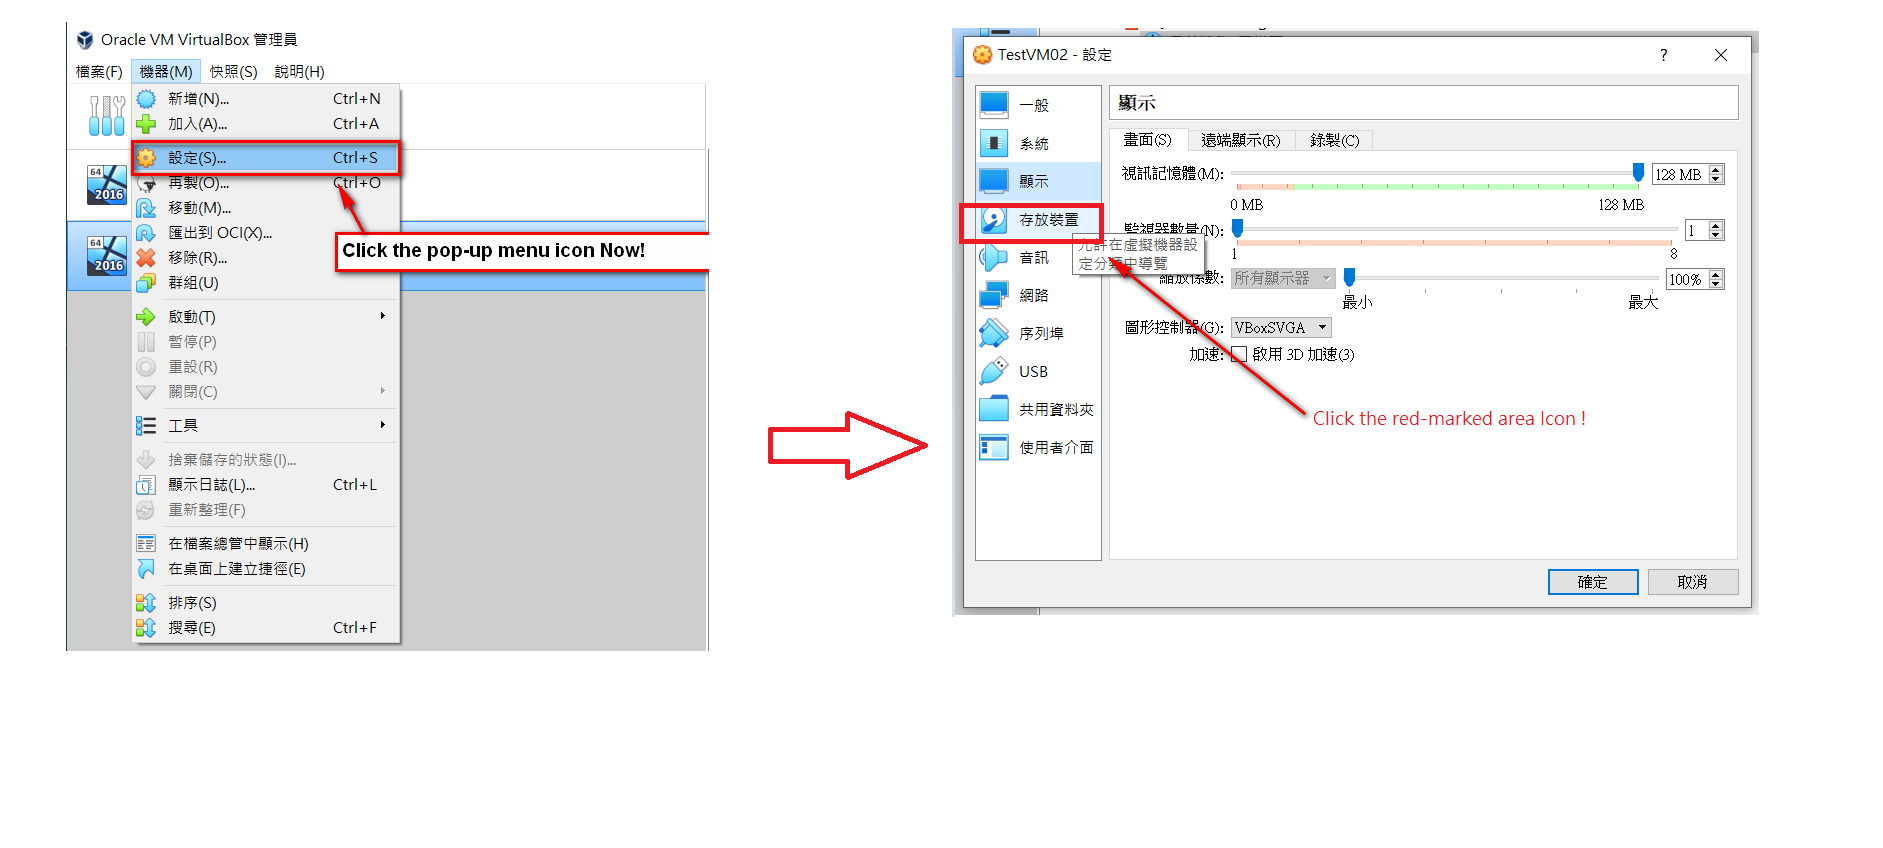 Oracle VM VirtualBox 管理員
檔案(F) 機器(M) 快照(S) 說明(H)
新增(N)... Ctrl+N
加入(A)... Ctrl+A
設定(S)... Ctrl+S
再製(O)... Ctrl+O
移動(M)...
匯出到 OCI(X)...
移除(R)...
群組(U)
啟動(T)
暫停(P)
重設(R)
關閉(C)
工具
捨棄儲存的狀態(I)...
顯示日誌(L)... Ctrl+L
重新整理(F)
在檔案總管中顯示(H)
在桌面上建立捷徑(E)
排序(S)
搜尋(E) Ctrl+F
64
2016
64
2016
Click the pop-up menu icon Now!
TestVM02 - 設定
?
一般
系統
顯示
存放裝置
音訊
網路
序列埠
USB
共用資料夾
使用者介面
顯示
畫面(S) 遠端顯示(R) 錄製(C)
視訊記憶體(M): 128 MB
0 MB 128 MB
監視器數量(N): 1
1 8
允許在虛擬機器設
定分類中導覽
縮放係數: 所有顯示器 100%
最小 最大
圖形控制器(G): VBoxSVGA
加速: 啟用 3D 加速(3)
Click the red-marked area Icon !
確定 取消